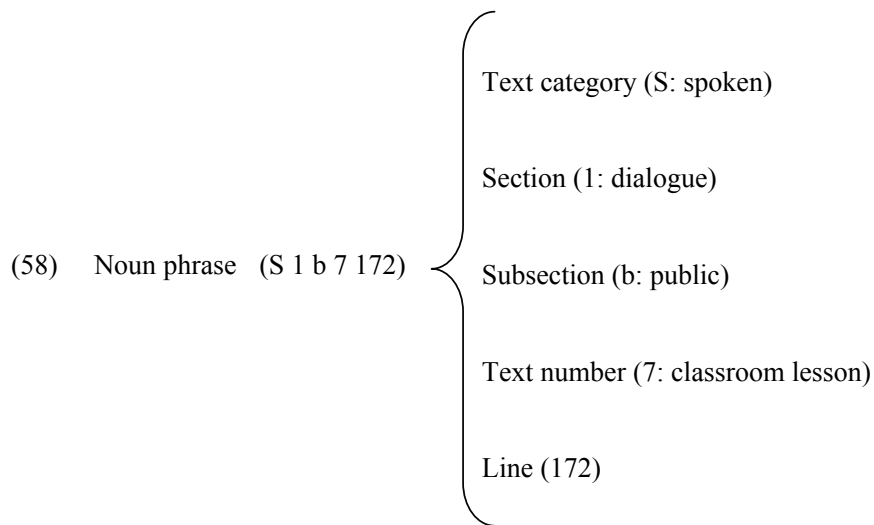 Text category (S: spoken)
Section (1: dialogue)
(58) Noun phrase (S 1 b 7 172)
Subsection (b: public)
Text number (7: classroom lesson)
Line (172)